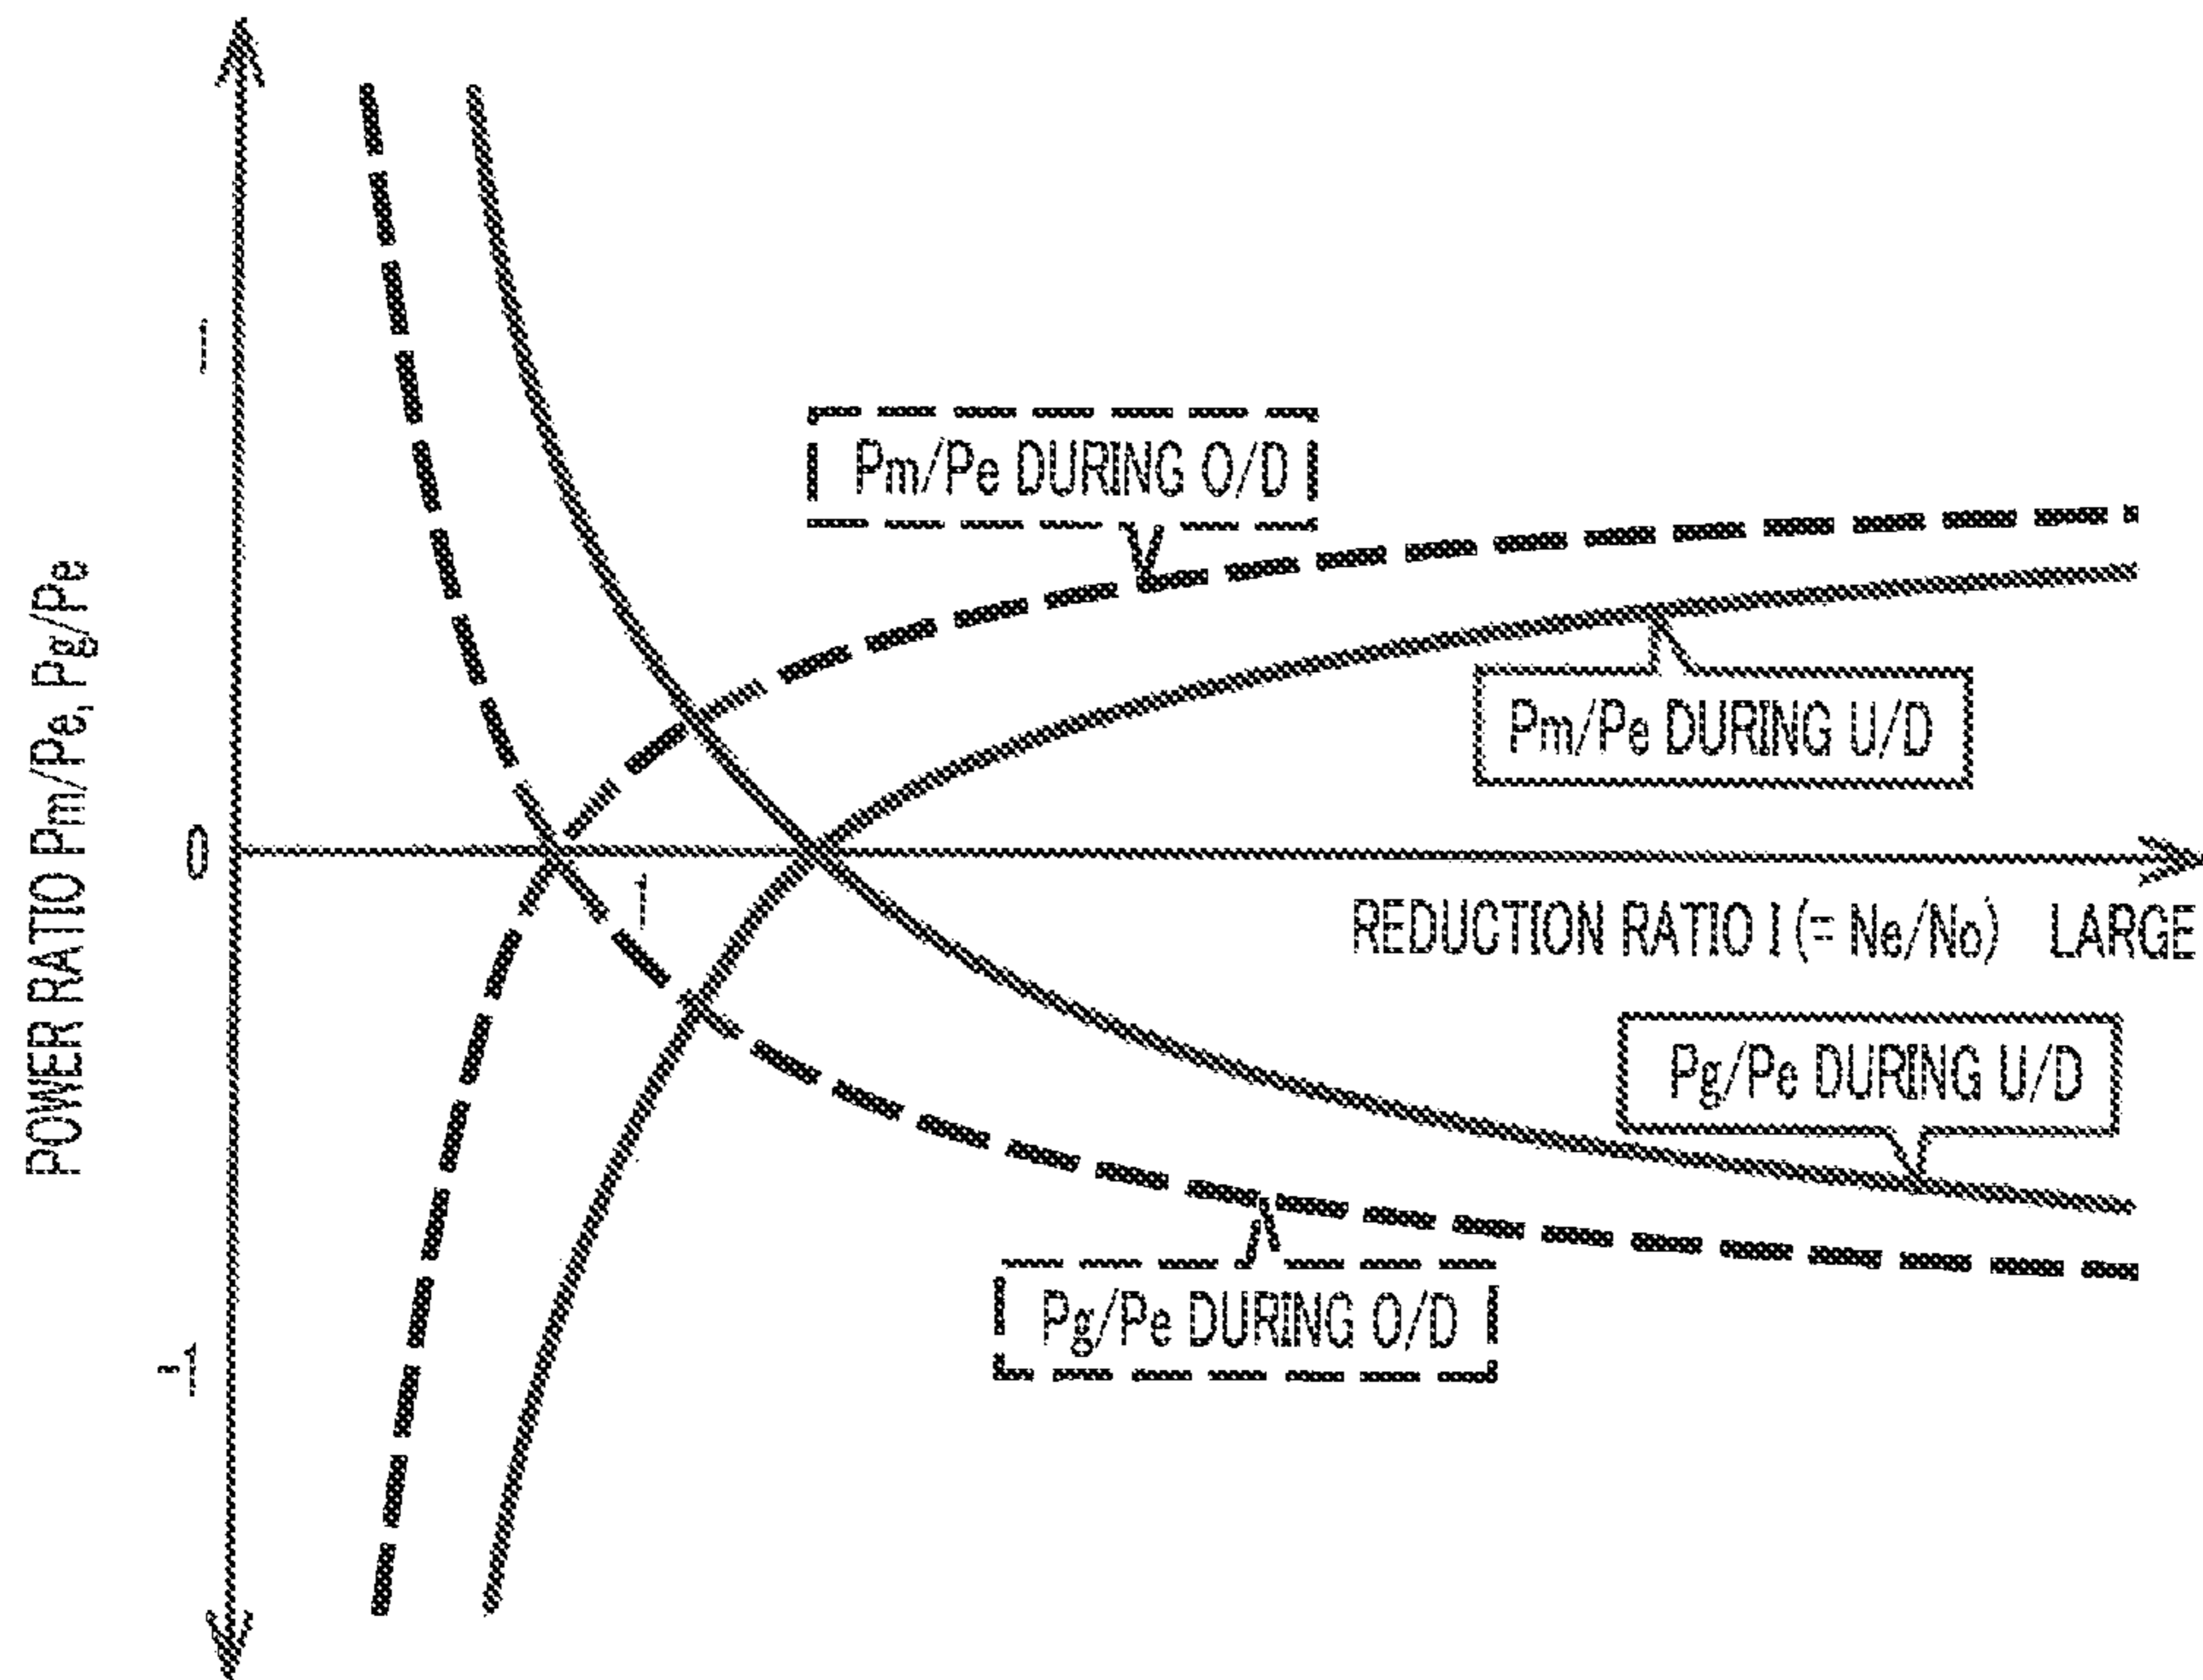 POWER RATIO Pm/Pe, Pg/Pe
1
0
-1
1
Pm/Pe DURING O/D
Pm/Pe DURING U/D
REDUCTION RATIO I (= Ne/No) LARGE
Pg/Pe DURING U/D
Pg/Pe DURING O/D